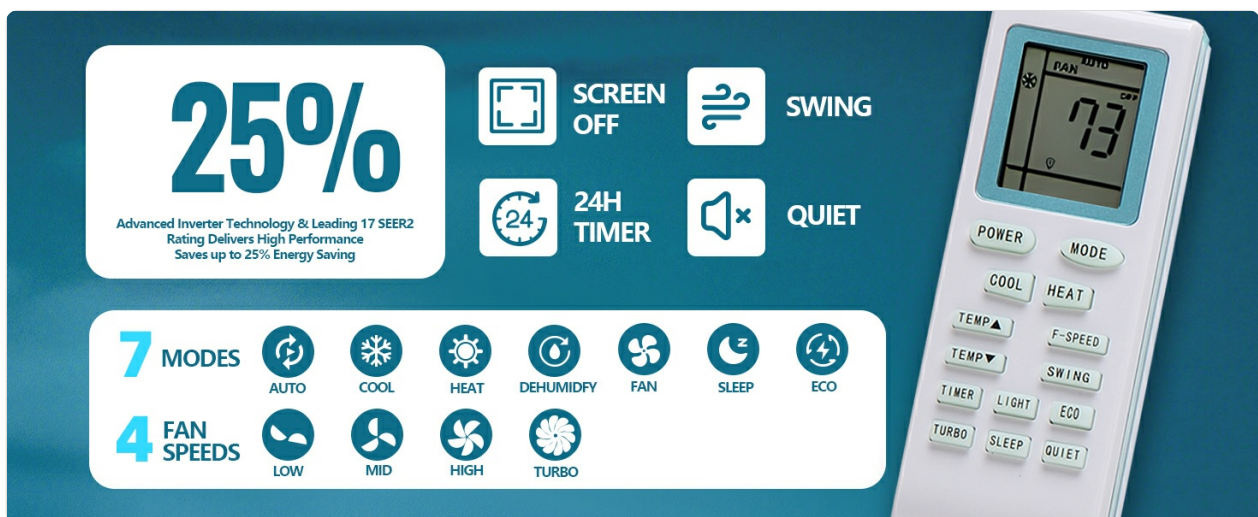 25%
Advanced Inverter Technology & Leading 17 SEER2
Rating Delivers High Performance
Saves up to 25% Energy Saving
SCREEN
OFF
SWING
24
24H
TIMER
QUIET
7 MODES
AUTO
COOL
HEAT
DEHUMIDFY
FAN
Z
SLEEP
ECO
4 FAN
SPEEDS
LOW
MID
HIGH
TURBO
FAN AUTO
73
POWER
MODE
COOL
HEAT
TEMP▲
F-SPEED
TEMP▼
SWING
TIMER
LIGHT
ECO
TURBO
SLEEP
QUIET